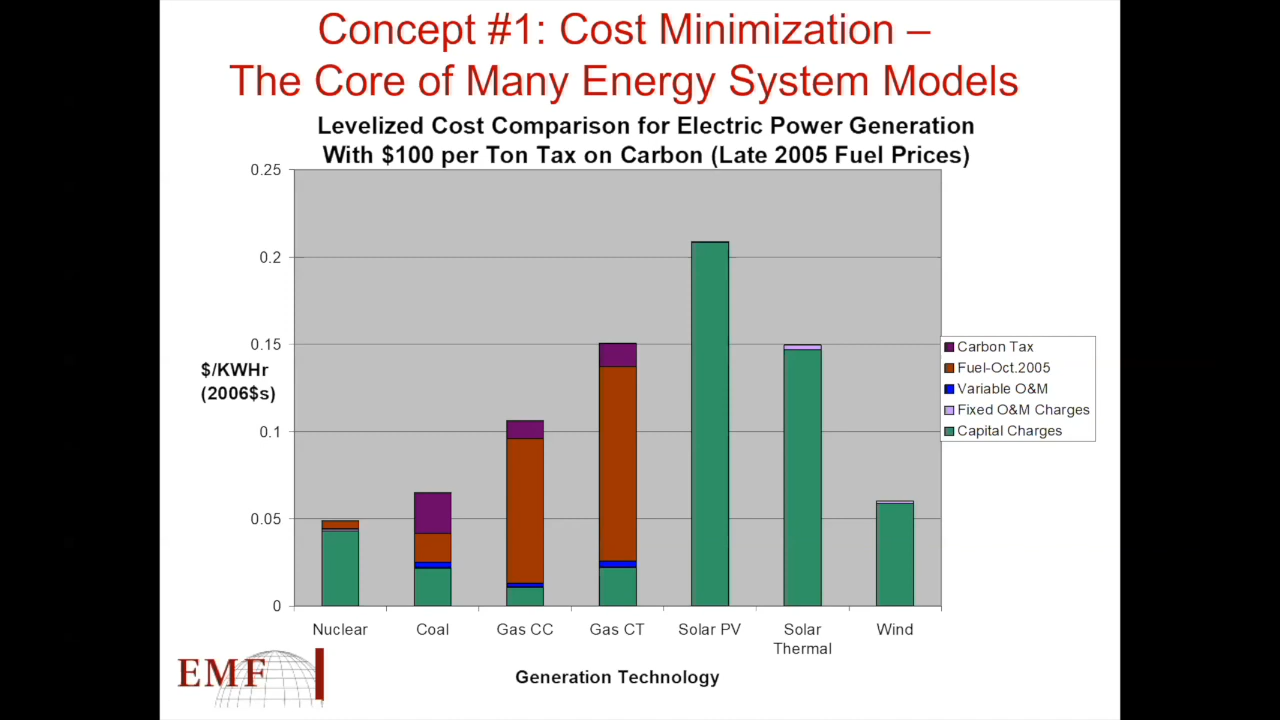 Concept #1: Cost Minimization –
The Core of Many Energy System Models
Levelized Cost Comparison for Electric Power Generation
With $100 per Ton Tax on Carbon (Late 2005 Fuel Prices)
0.25
0.2
0.15
0.1
0.05
0
$/KWHr
(2006$s)
Carbon Tax
Fuel-Oct.2005
Variable O&M
Fixed O&M Charges
Capital Charges
Nuclear
Coal
Gas CC
Gas CT
Solar PV
Solar
Thermal
Wind
Generation Technology
EMF